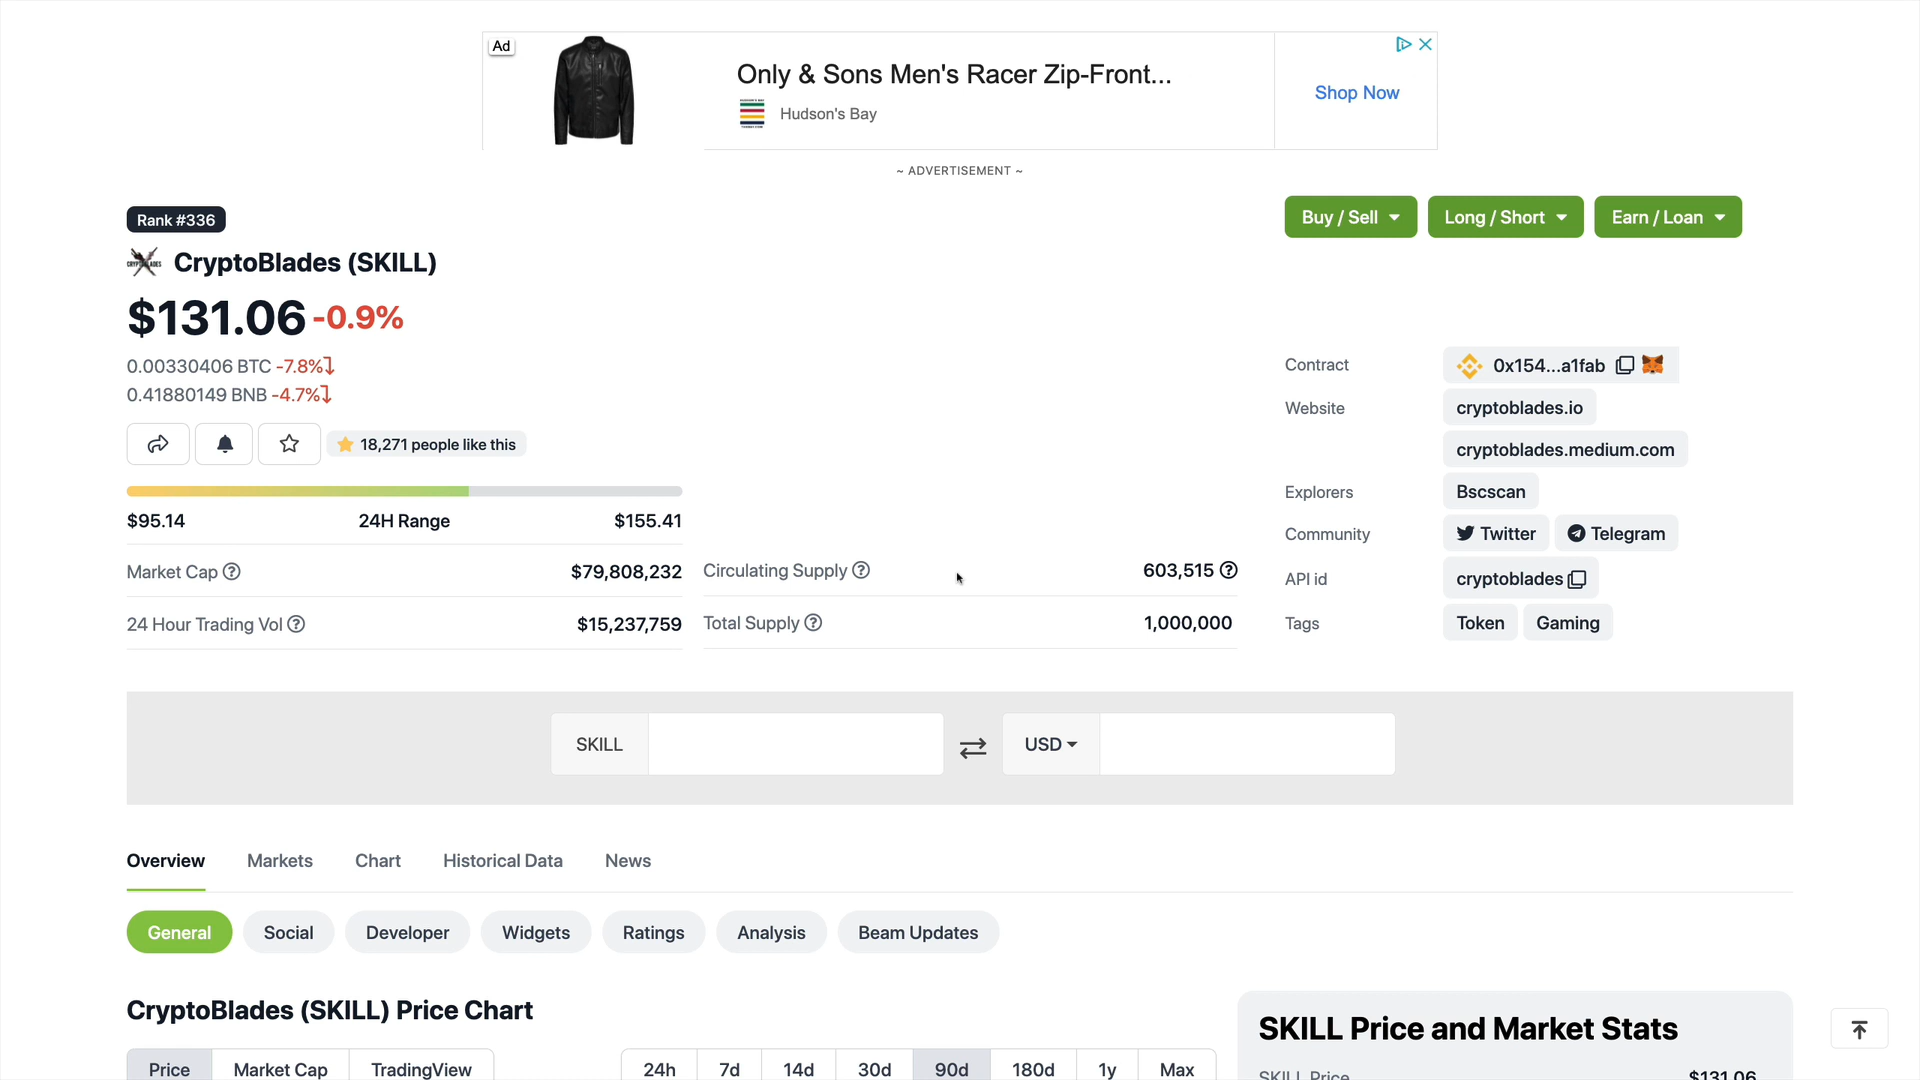 Ad
Only & Sons Men's Racer Zip-Front...
Hudson's Bay
Shop Now
~ ADVERTISEMENT ~
Rank #336
CryptoBlades (SKILL)
$131.06 -0.9%
0.00330406 BTC -7.8%
0.41880149 BNB -4.7%
18,271 people like this
$95.14 24H Range $155.41
Market Cap $79,808,232
24 Hour Trading Vol $15,237,759
Circulating Supply 603,515
Total Supply 1,000,000
Buy / Sell Long / Short Earn / Loan
Contract 0x154...a1fab
Website cryptoblades.io
cryptoblades.medium.com
Explorers Bscscan
Community Twitter Telegram
API id cryptoblades
Tags Token Gaming
SKILL USD
Overview Markets Chart Historical Data News
General Social Developer Widgets Ratings Analysis Beam Updates
CryptoBlades (SKILL) Price Chart
Price Market Cap TradingView 24h 7d 14d 30d 90d 180d 1y Max
SKILL Price and Market Stats
SKILL Price $131.06